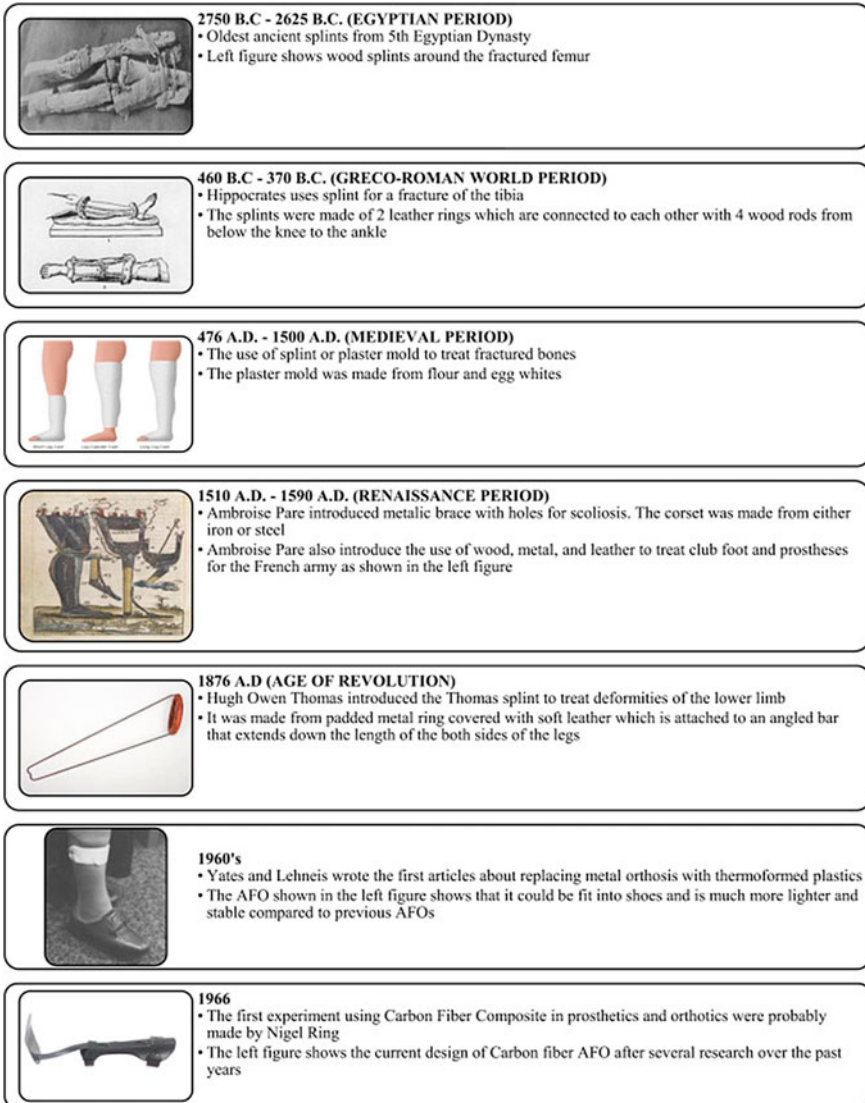 2750 B.C - 2625 B.C. (EGYPTIAN PERIOD)
• Oldest ancient splints from 5th Egyptian Dynasty
• Left figure shows wood splints around the fractured femur
460 B.C - 370 B.C. (GRECO-ROMAN WORLD PERIOD)
• Hippocrates uses splint for a fracture of the tibia
• The splints were made of 2 leather rings which are connected to each other with 4 wood rods from
below the knee to the ankle
476 A.D. - 1500 A.D. (MEDIEVAL PERIOD)
• The use of splint or plaster mold to treat fractured bones
• The plaster mold was made from flour and egg whites
1510 A.D. - 1590 A.D. (RENAISSANCE PERIOD)
• Ambroise Pare introduced metalic brace with holes for scoliosis. The corset was made from either
iron or steel
• Ambroise Pare also introduce the use of wood, metal, and leather to treat club foot and prostheses
for the French army as shown in the left figure
1876 A.D (AGE OF REVOLUTION)
• Hugh Owen Thomas introduced the Thomas splint to treat deformities of the lower limb
• It was made from padded metal ring covered with soft leather which is attached to an angled bar
that extends down the length of the both sides of the legs
1960's
• Yates and Lehneis wrote the first articles about replacing metal orthosis with thermoformed plastics
• The AFO shown in the left figure shows that it could be fit into shoes and is much more lighter and
stable compared to previous AFOs
1966
• The first experiment using Carbon Fiber Composite in prosthetics and orthotics were probably
made by Nigel Ring
• The left figure shows the current design of Carbon fiber AFO after several research over the past
years